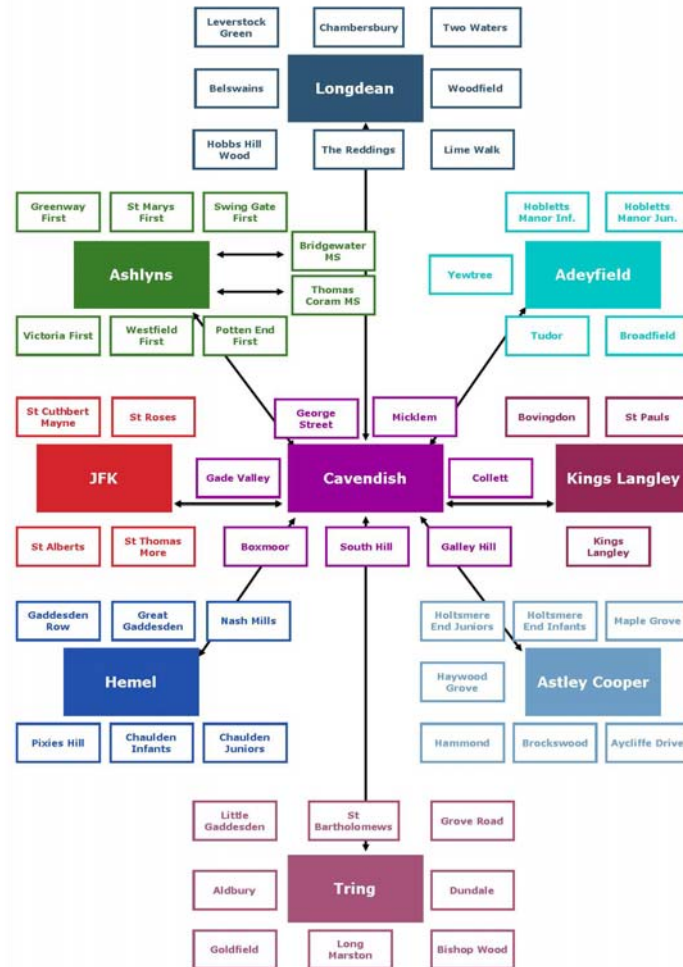 Leverstock
Green
Chambersbury
Two Waters
Belswains
Longdean
Woodfield
Hobbs Hill
Wood
The Reddings
Lime Walk
Greenway
First
St Marys
First
Swing Gate
First
Hobletts
Manor Inf.
Hobletts
Manor Jun.
Ashlyns
Bridgewater
MS
Thomas
Coram MS
Yewtree
Adeyfield
Victoria First
Westfield
First
Potten End
First
Tudor
Broadfield
St Cuthbert
Mayne
St Roses
George
Street
Micklem
Bovingdon
St Pauls
JFK
Gade Valley
Cavendish
Collett
Kings Langley
St Alberts
St Thomas
More
Boxmoor
South Hill
Galley Hill
Kings
Langley
Gaddesden
Row
Great
Gaddesden
Nash Mills
Holtsmere
End Juniors
Holtsmere
End Infants
Maple Grove
Hemel
Haywood
Grove
Astley Cooper
Pixies Hill
Chaulden
Infants
Chaulden
Juniors
Hammond
Brockswood
Aycliffe Drive
Little
Gaddesden
St
Bartholomews
Grove Road
Aldbury
Tring
Dundale
Goldfield
Long
Marston
Bishop Wood